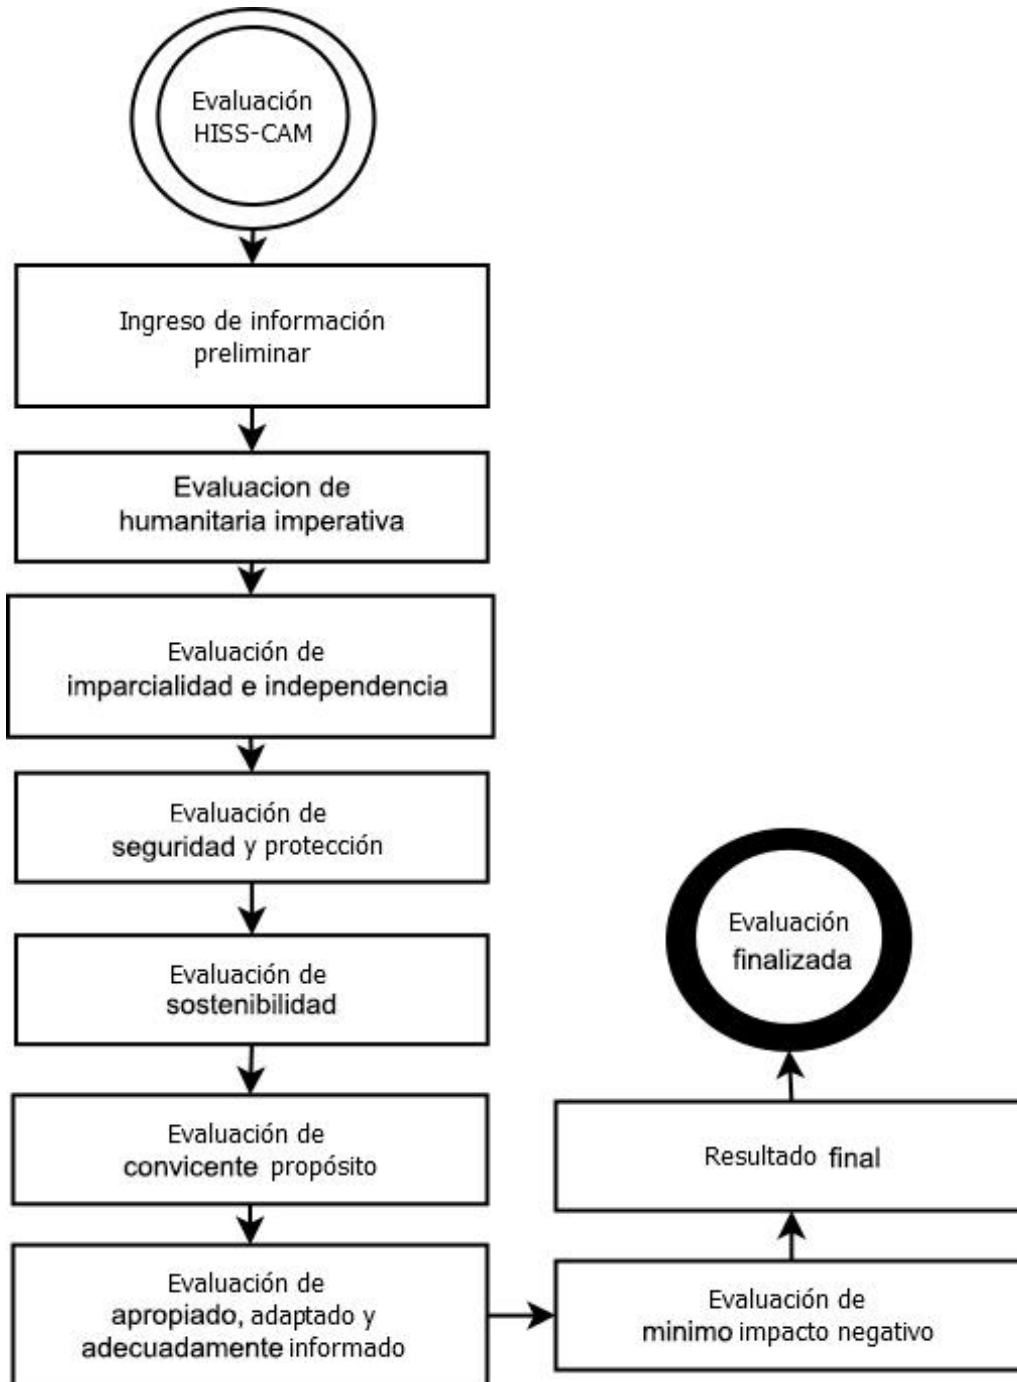 Evaluación
HISS-CAM
Ingreso de información
preliminar
Evaluacion de
humanitaria imperativa
Evaluación de
imparcialidad e independencia
Evaluación de
seguridad y protección
Evaluación de
sostenibilidad
Evaluación de
convicente propósito
Evaluación de
apropiado, adaptado y
adecuadamente informado
Evaluación de
minimo impacto negativo
Resultado final
Evaluación
finalizada